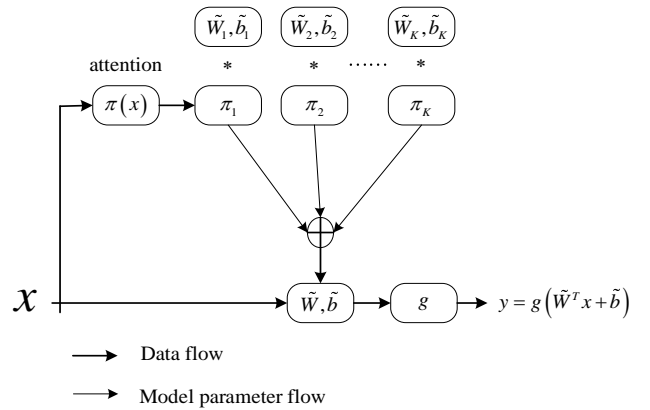 W̃₁,b̃₁ W̃₂,b̃₂ W̃_K,b̃_K
attention * * ······ *
π(x) π₁ π₂ π_K
x W̃,b̃ g y = g(W̃ᵀx+b̃)
Data flow
Model parameter flow